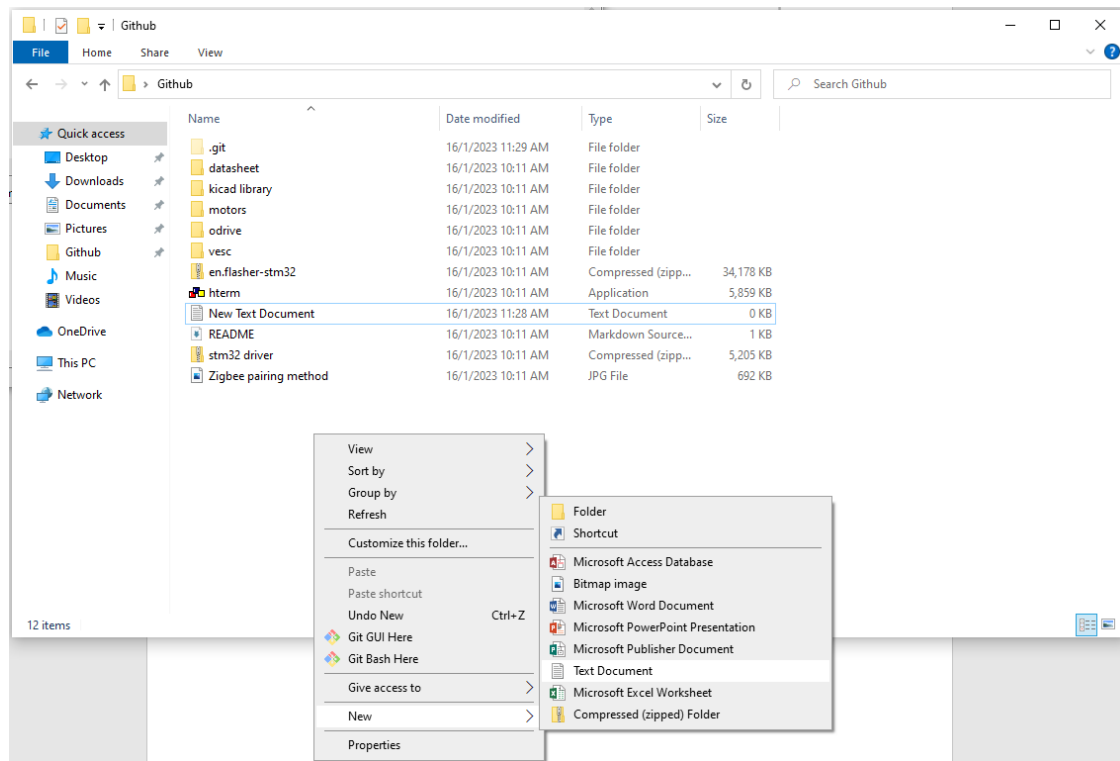 Github
File Home Share View
Github
Search Github
Name Date modified Type Size
Quick access
Desktop
Downloads
Documents
Pictures
Github
Music
Videos
OneDrive
This PC
Network
.git 16/1/2023 11:29 AM File folder
datasheet 16/1/2023 10:11 AM File folder
kicad library 16/1/2023 10:11 AM File folder
motors 16/1/2023 10:11 AM File folder
odrive 16/1/2023 10:11 AM File folder
vesc 16/1/2023 10:11 AM File folder
en.flasher-stm32 16/1/2023 10:11 AM Compressed (zipp... 34,178 KB
hterm 16/1/2023 10:11 AM Application 5,859 KB
New Text Document 16/1/2023 11:28 AM Text Document 0 KB
README 16/1/2023 10:11 AM Markdown Source... 1 KB
stm32 driver 16/1/2023 10:11 AM Compressed (zipp... 5,205 KB
Zigbee pairing method 16/1/2023 10:11 AM JPG File 692 KB
View
Sort by
Group by
Refresh
Customize this folder...
Paste
Paste shortcut
Undo New Ctrl+Z
Git GUI Here
Git Bash Here
Give access to
New
Properties
Folder
Shortcut
Microsoft Access Database
Bitmap image
Microsoft Word Document
Microsoft PowerPoint Presentation
Microsoft Publisher Document
Text Document
Microsoft Excel Worksheet
Compressed (zipped) Folder
12 items